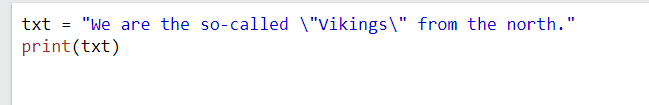 txt = "We are the so-called \"Vikings\" from the north."
print(txt)